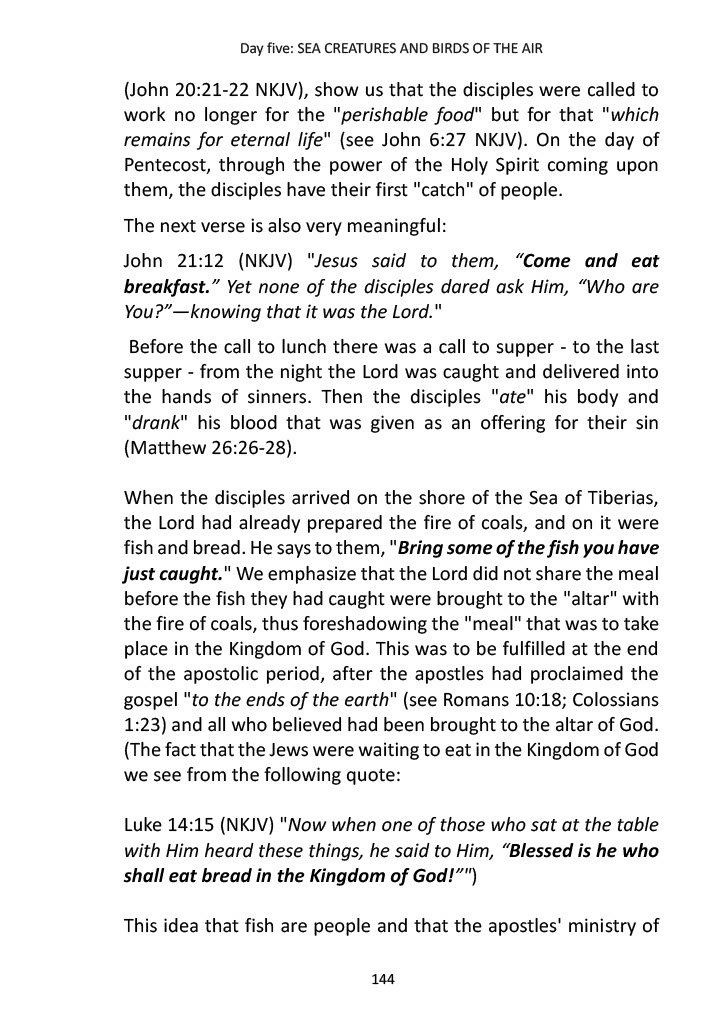 Day five: SEA CREATURES AND BIRDS OF THE AIR
(John 20:21-22 NKJV), show us that the disciples were called to
work no longer for the "perishable food" but for that "which
remains for eternal life" (see John 6:27 NKJV). On the day of
Pentecost, through the power of the Holy Spirit coming upon
them, the disciples have their first "catch" of people.
The next verse is also very meaningful:
John 21:12 (NKJV) "Jesus said to them, “Come and eat
breakfast.” Yet none of the disciples dared ask Him, “Who are
You?”—knowing that it was the Lord."
Before the call to lunch there was a call to supper - to the last
supper - from the night the Lord was caught and delivered into
the hands of sinners. Then the disciples "ate" his body and
"drank" his blood that was given as an offering for their sin
(Matthew 26:26-28).
When the disciples arrived on the shore of the Sea of Tiberias,
the Lord had already prepared the fire of coals, and on it were
fish and bread. He says to them, "Bring some of the fish you have
just caught." We emphasize that the Lord did not share the meal
before the fish they had caught were brought to the "altar" with
the fire of coals, thus foreshadowing the "meal" that was to take
place in the Kingdom of God. This was to be fulfilled at the end
of the apostolic period, after the apostles had proclaimed the
gospel "to the ends of the earth" (see Romans 10:18; Colossians
1:23) and all who believed had been brought to the altar of God.
(The fact that the Jews were waiting to eat in the Kingdom of God
we see from the following quote:
Luke 14:15 (NKJV) "Now when one of those who sat at the table
with Him heard these things, he said to Him, “Blessed is he who
shall eat bread in the Kingdom of God!”")
This idea that fish are people and that the apostles' ministry of
144